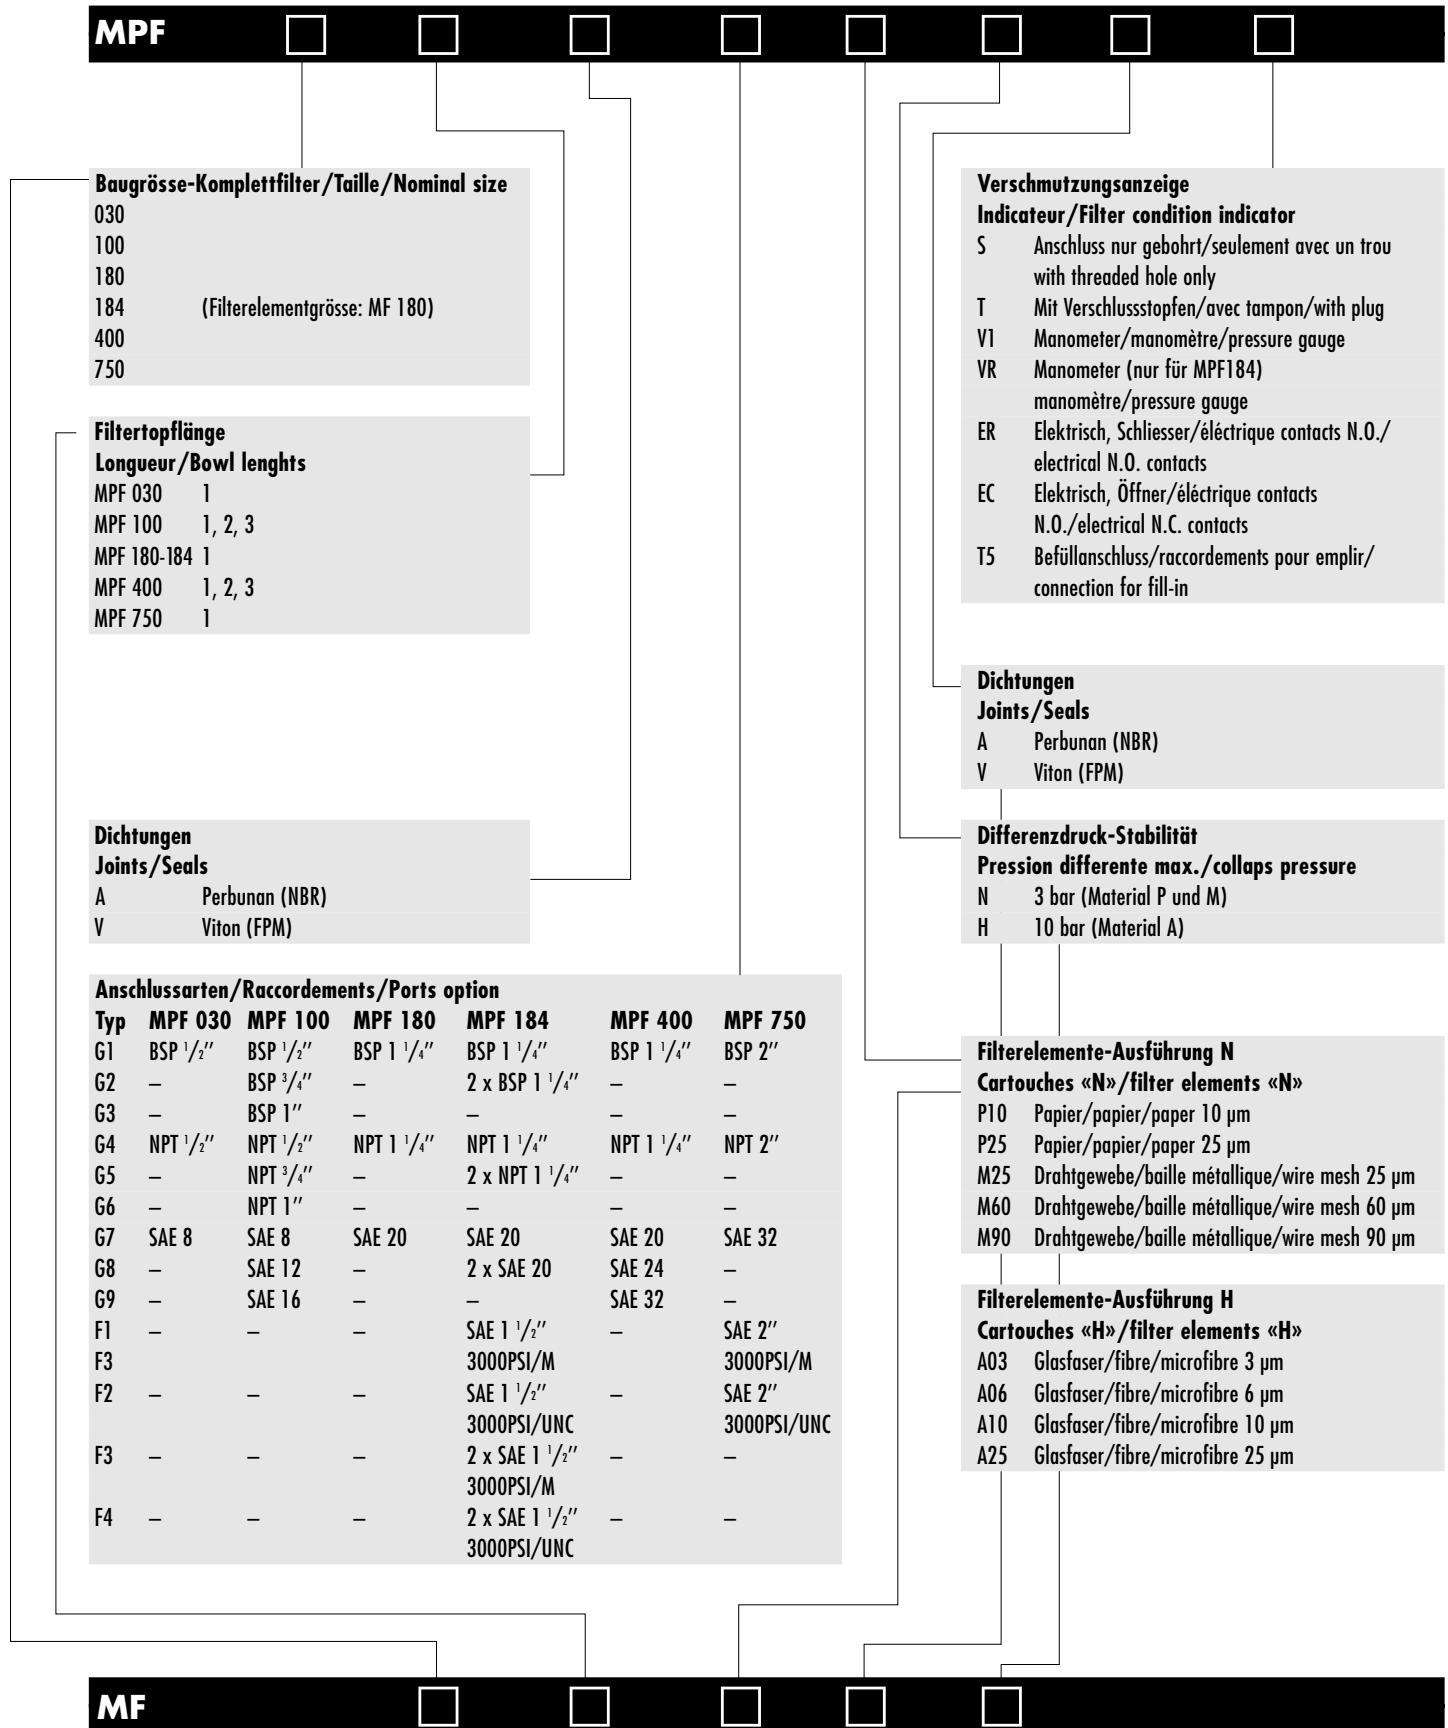 MPF
Baugrösse-Komplettfilter/Taille/Nominal size
030
100
180
184 (Filterelementgrösse: MF 180)
400
750
Filtertopflänge
Longueur/Bowl lenghts
MPF 030 1
MPF 100 1, 2, 3
MPF 180-184 1
MPF 400 1, 2, 3
MPF 750 1
Dichtungen
Joints/Seals
A Perbunan (NBR)
V Viton (FPM)
Anschlussarten/Raccordements/Ports option
Typ MPF 030 MPF 100 MPF 180 MPF 184 MPF 400 MPF 750
G1 BSP 1/2’’ BSP 1/2’’ BSP 1 1/4’’ BSP 1 1/4’’ BSP 1 1/4’’ BSP 2’’
G2 – BSP 3/4’’ – 2 x BSP 1 1/4’’ – –
G3 – BSP 1’’ – – – –
G4 NPT 1/2’’ NPT 1/2’’ NPT 1 1/4’’ NPT 1 1/4’’ NPT 1 1/4’’ NPT 2’’
G5 – NPT 3/4’’ – 2 x NPT 1 1/4’’ – –
G6 – NPT 1’’ – – – –
G7 SAE 8 SAE 8 SAE 20 SAE 20 SAE 20 SAE 32
G8 – SAE 12 – 2 x SAE 20 SAE 24 –
G9 – SAE 16 – – SAE 32 –
F1 – – – SAE 1 1/2’’ – SAE 2’’
F3 3000PSI/M 3000PSI/M
F2 – – – SAE 1 1/2’’ – SAE 2’’
3000PSI/UNC 3000PSI/UNC
F3 – – – 2 x SAE 1 1/2’’ – –
3000PSI/M
F4 – – – 2 x SAE 1 1/2’’ – –
3000PSI/UNC
Verschmutzungsanzeige
Indicateur/Filter condition indicator
S Anschluss nur gebohrt/seulement avec un trou
with threaded hole only
T Mit Verschlussstopfen/avec tampon/with plug
V1 Manometer/manomètre/pressure gauge
VR Manometer (nur für MPF184)
manomètre/pressure gauge
ER Elektrisch, Schliesser/éléctrique contacts N.O./
electrical N.O. contacts
EC Elektrisch, Öffner/éléctrique contacts
N.O./electrical N.C. contacts
T5 Befüllanschluss/raccordements pour emplir/
connection for fill-in
Dichtungen
Joints/Seals
A Perbunan (NBR)
V Viton (FPM)
Differenzdruck-Stabilität
Pression differente max./collaps pressure
N 3 bar (Material P und M)
H 10 bar (Material A)
Filterelemente-Ausführung N
Cartouches «N»/filter elements «N»
P10 Papier/papier/paper 10 µm
P25 Papier/papier/paper 25 µm
M25 Drahtgewebe/baille métallique/wire mesh 25 µm
M60 Drahtgewebe/baille métallique/wire mesh 60 µm
M90 Drahtgewebe/baille métallique/wire mesh 90 µm
Filterelemente-Ausführung H
Cartouches «H»/filter elements «H»
A03 Glasfaser/fibre/microfibre 3 µm
A06 Glasfaser/fibre/microfibre 6 µm
A10 Glasfaser/fibre/microfibre 10 µm
A25 Glasfaser/fibre/microfibre 25 µm
MF